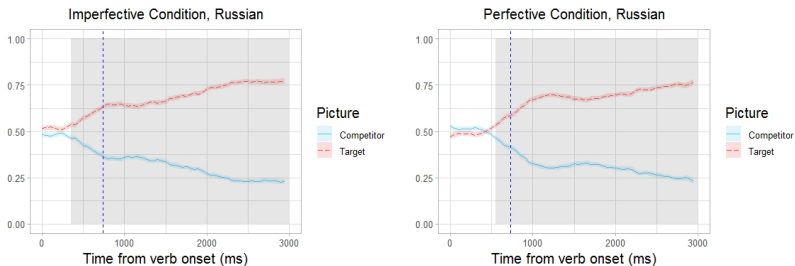 Imperfective Condition, Russian
1.00
0.75
0.50
0.25
0.00
0 1000 2000 3000
Time from verb onset (ms)
Picture
Competitor
Target
Perfective Condition, Russian
1.00
0.75
0.50
0.25
0.00
0 1000 2000 3000
Time from verb onset (ms)
Picture
Competitor
Target